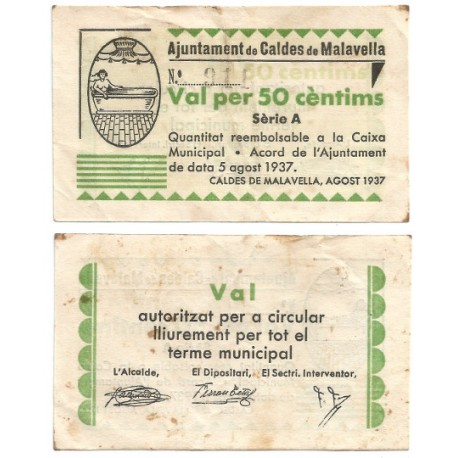 Ajuntament de Caldes de Malavella
Nº
Val per 50 cèntims
Sèrie A
Quantitat reembolsable a la Caixa
Municipal • Acord de l'Ajuntament
de data 5 agost 1937.
CALDES DE MALAVELLA, AGOST 1937
Val
autoritzat per a circular
lliurement per tot el
terme municipal
L'Alcalde, El Dipositari, El Sectri. Interventor,